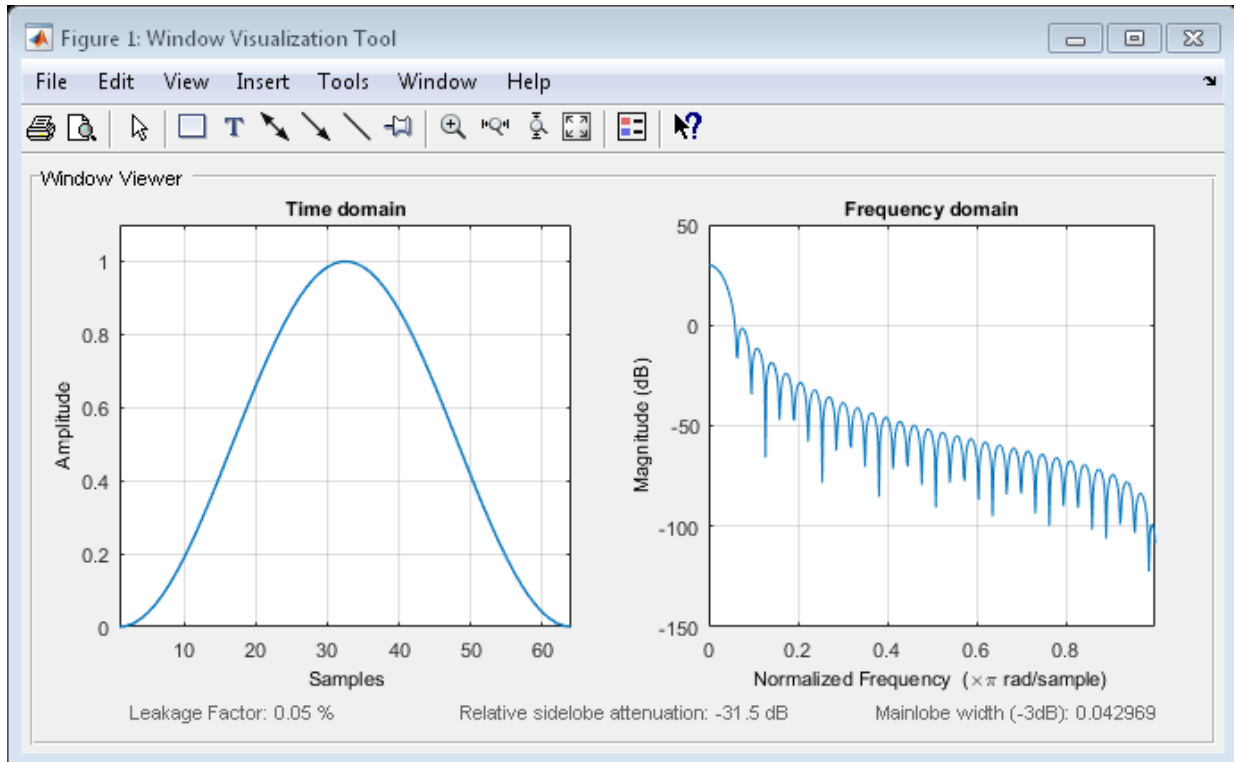 Figure 1: Window Visualization Tool
File Edit View Insert Tools Window Help
T
?
Window Viewer
Time domain
Amplitude
1
0.8
0.6
0.4
0.2
0
10 20 30 40 50 60
Samples
Frequency domain
Magnitude (dB)
50
0
-50
-100
-150
0 0.2 0.4 0.6 0.8
Normalized Frequency (×π rad/sample)
Leakage Factor: 0.05 %
Relative sidelobe attenuation: -31.5 dB
Mainlobe width (-3dB): 0.042969